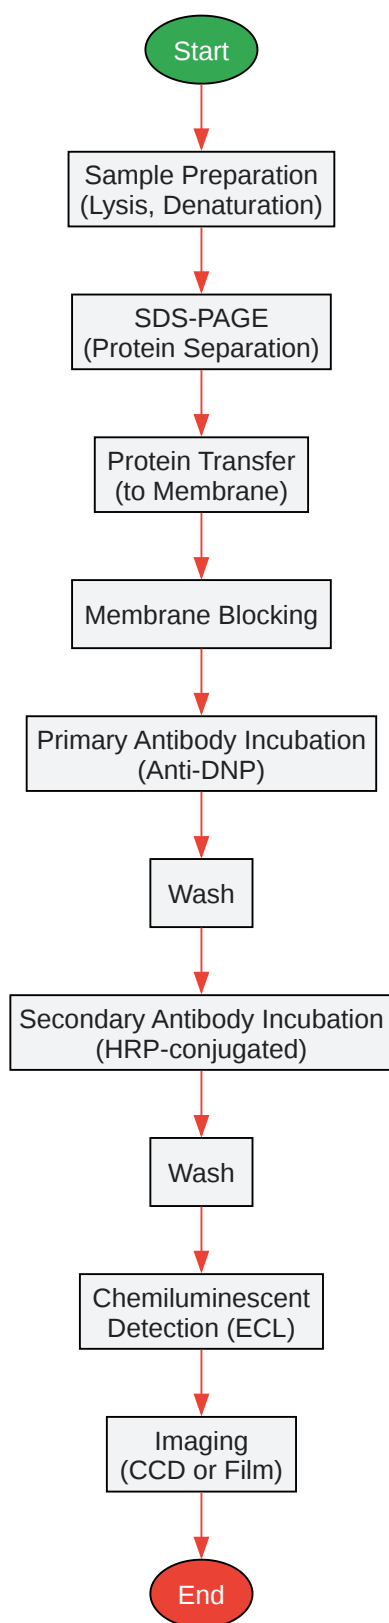 Start
Sample Preparation
(Lysis, Denaturation)
SDS-PAGE
(Protein Separation)
Protein Transfer
(to Membrane)
Membrane Blocking
Primary Antibody Incubation
(Anti-DNP)
Wash
Secondary Antibody Incubation
(HRP-conjugated)
Wash
Chemiluminescent
Detection (ECL)
Imaging
(CCD or Film)
End